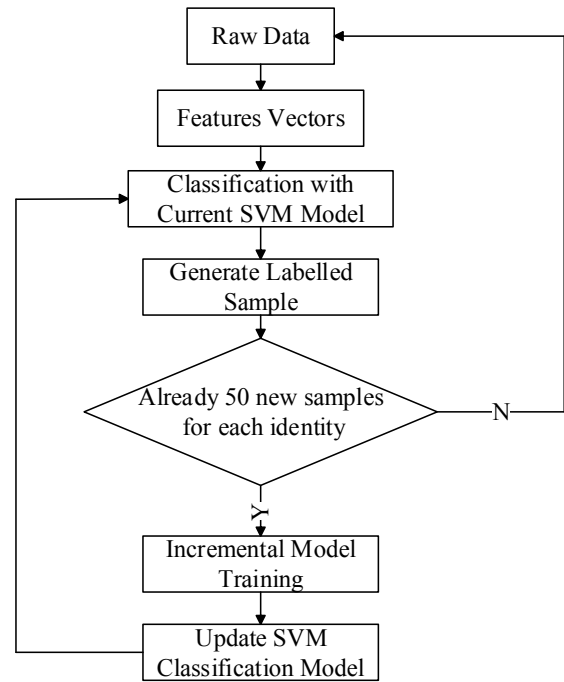 Raw Data
Features Vectors
Classification with
Current SVM Model
Generate Labelled
Sample
Already 50 new samples
for each identity
N
Y
Incremental Model
Training
Update SVM
Classification Model